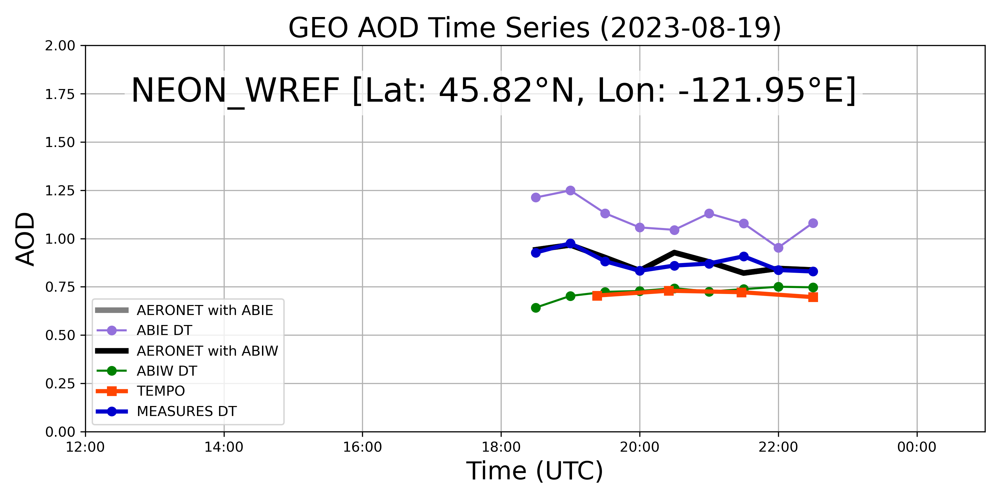 GEO AOD Time Series (2023-08-19)
NEON_WREF [Lat: 45.82°N, Lon: -121.95°E]
AOD
2.00
1.75
1.50
1.25
1.00
0.75
0.50
0.25
0.00
AERONET with ABIE
ABIE DT
AERONET with ABIW
ABIW DT
TEMPO
MEASURES DT
12:00 14:00 16:00 18:00 20:00 22:00 00:00
Time (UTC)